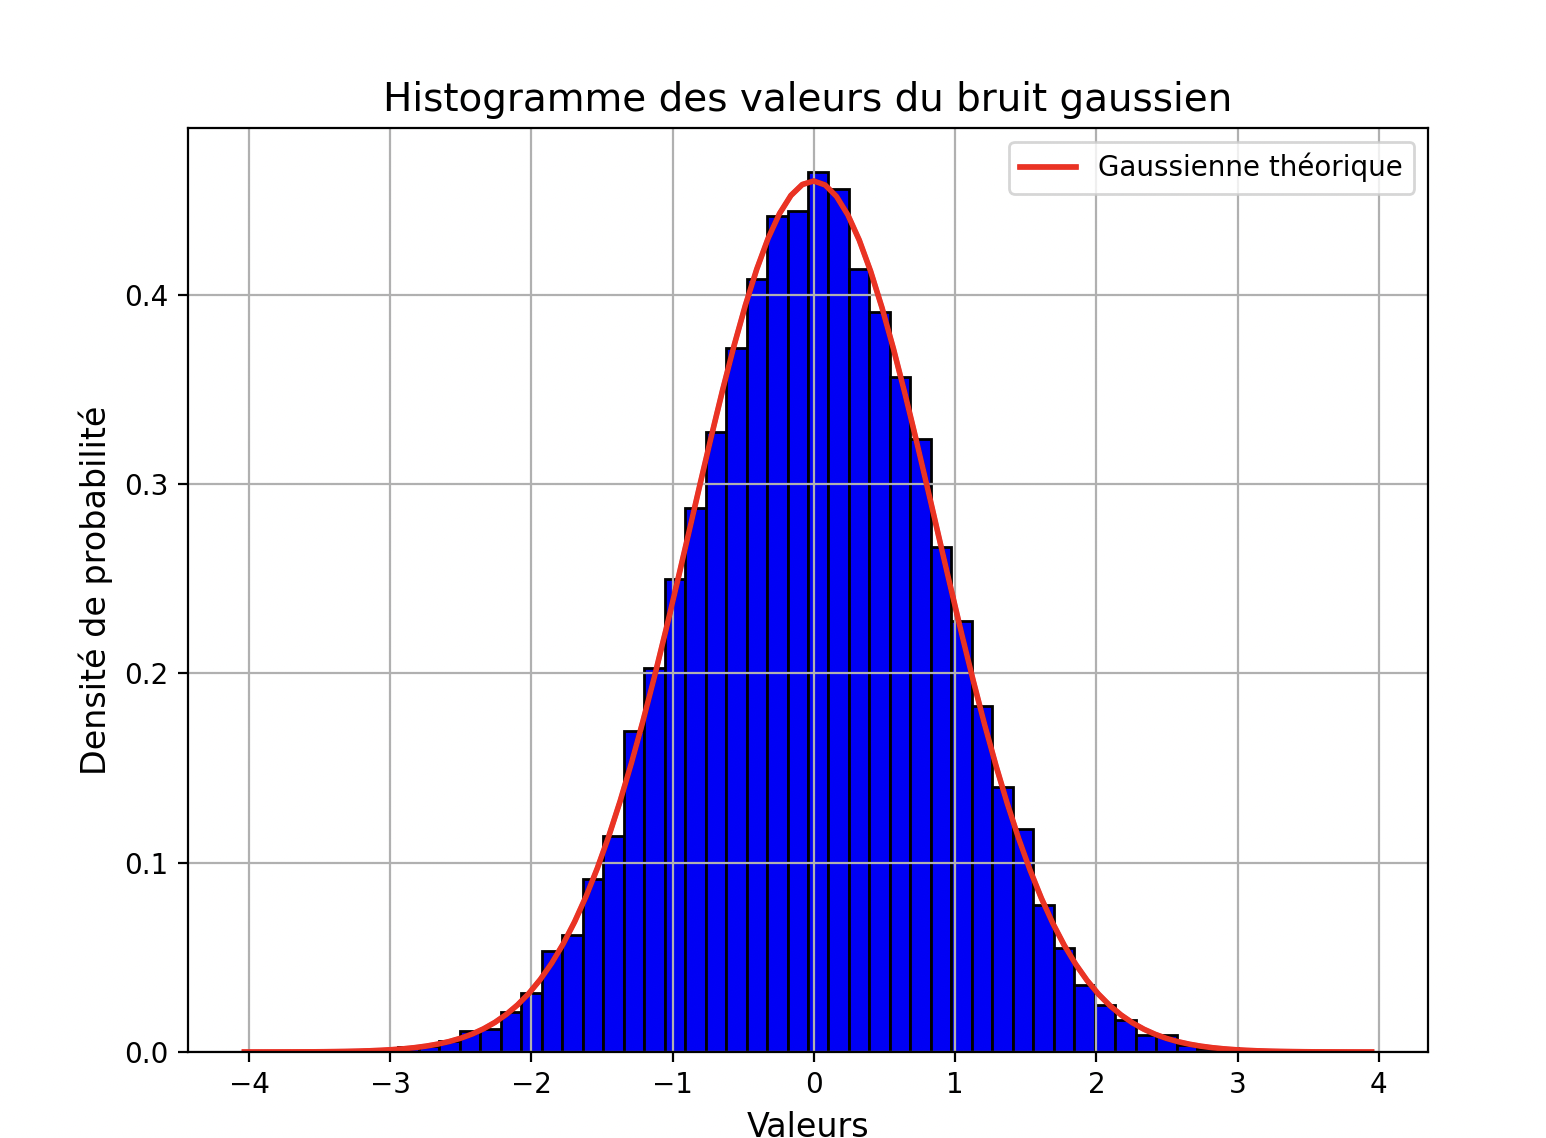 Histogramme des valeurs du bruit gaussien
Gaussienne théorique
Densité de probabilité
0.4
0.3
0.2
0.1
0.0
−4 −3 −2 −1 0 1 2 3 4
Valeurs